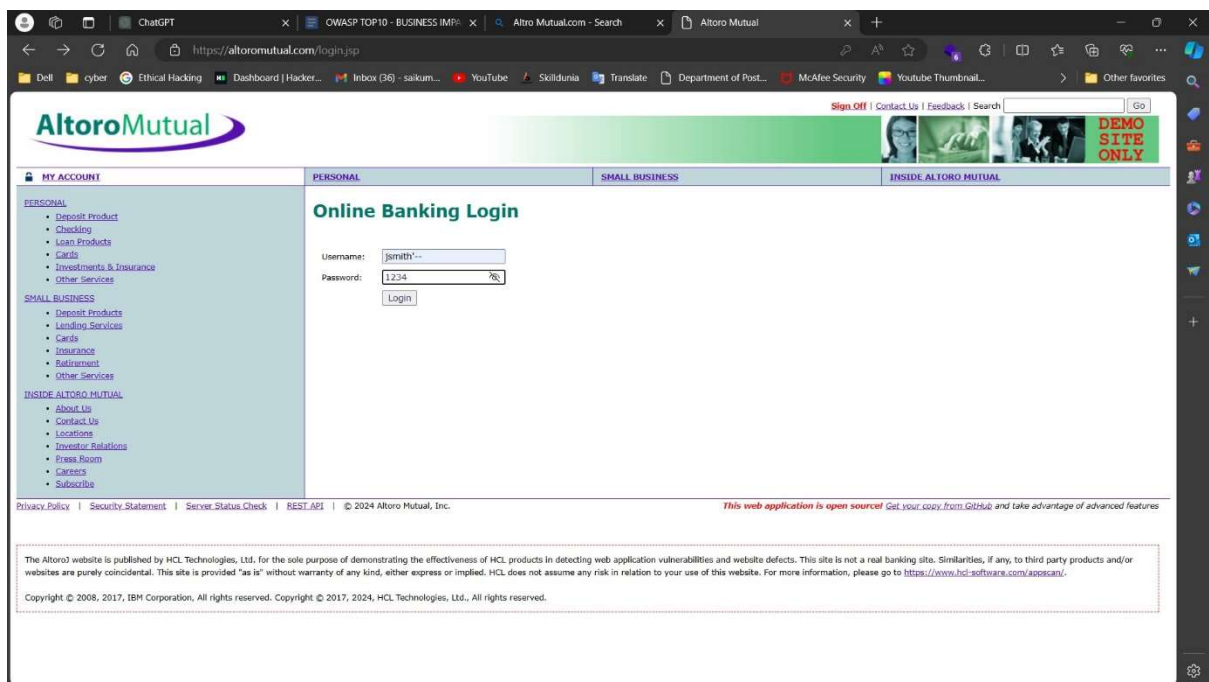 ChatGPT
OWASP TOP10 - BUSINESS IMPA
Altro Mutual.com - Search
Altoro Mutual
https://altoromutual.com/login.jsp
6
Dell
cyber
Ethical Hacking
Dashboard | Hacker...
Inbox (36) - saikum...
YouTube
Skilldunia
Translate
Department of Post...
McAfee Security
Youtube Thumbnail...
Other favorites
AltoroMutual
Sign Off | Contact Us | Feedback | Search
Go
DEMO
SITE
ONLY
MY ACCOUNT
PERSONAL
SMALL BUSINESS
INSIDE ALTORO MUTUAL
PERSONAL
• Deposit Product
• Checking
• Loan Products
• Cards
• Investments & Insurance
• Other Services
SMALL BUSINESS
• Deposit Products
• Lending Services
• Cards
• Insurance
• Retirement
• Other Services
INSIDE ALTORO MUTUAL
• About Us
• Contact Us
• Locations
• Investor Relations
• Press Room
• Careers
• Subscribe
Online Banking Login
Username: jsmith'--
Password: 1234
Login
Privacy Policy | Security Statement | Server Status Check | REST API | © 2024 Altoro Mutual, Inc.
This web application is open source! Get your copy from GitHub and take advantage of advanced features
The AltoroJ website is published by HCL Technologies, Ltd. for the sole purpose of demonstrating the effectiveness of HCL products in detecting web application vulnerabilities and website defects. This site is not a real banking site. Similarities, if any, to third party products and/or
websites are purely coincidental. This site is provided "as is" without warranty of any kind, either express or implied. HCL does not assume any risk in relation to your use of this website. For more information, please go to https://www.hcl-software.com/appscan/.
Copyright © 2008, 2017, IBM Corporation, All rights reserved. Copyright © 2017, 2024, HCL Technologies, Ltd., All rights reserved.